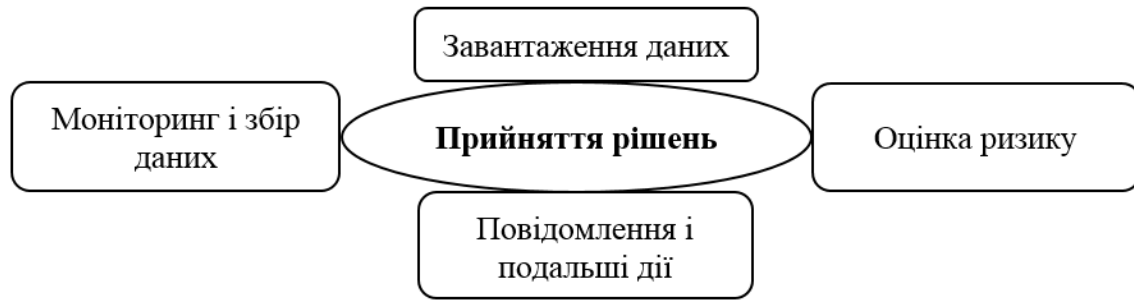 Завантаження даних
Моніторинг і збір
даних
Прийняття рішень
Оцінка ризику
Повідомлення і
подальші дії